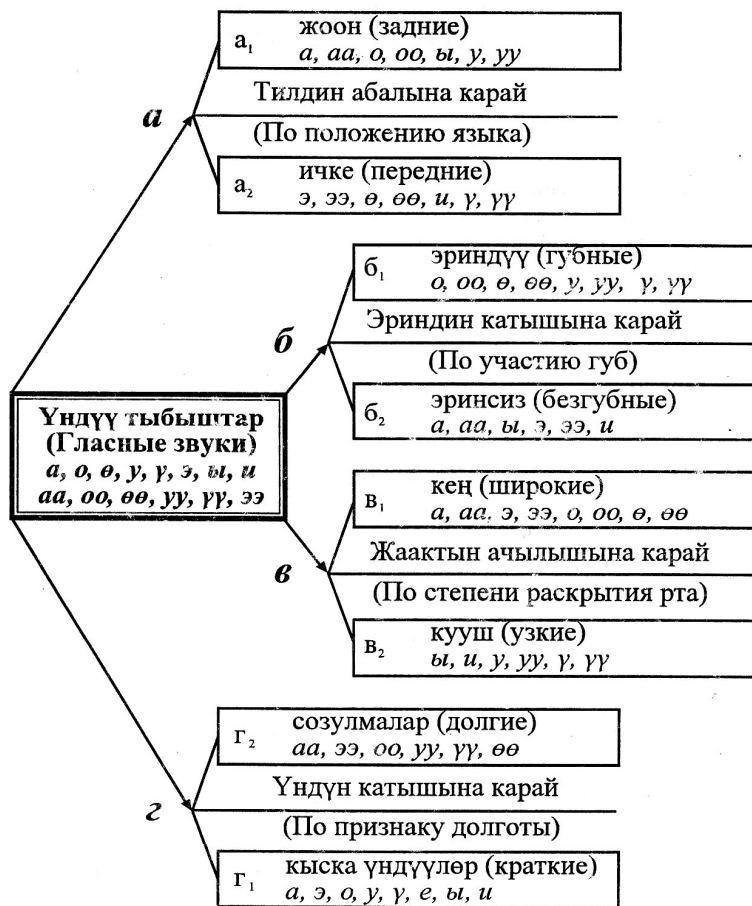 а
а₁ жоон (задние)
а, аа, о, оо, ы, у, уу
Тилдин абалына карай
(По положению языка)
а₂ ичке (передние)
э, ээ, ө, өө, и, ү, үү
б
б₁ эриндүү (губные)
о, оо, ө, өө, у, уу, ү, үү
Эриндин катышына карай
(По участию губ)
б₂ эринсиз (безгубные)
а, аа, ы, э, ээ, и
Үндүү тыбыштар
(Гласные звуки)
а, о, ө, у, ү, э, ы, и
аа, оо, өө, уу, үү, ээ
в
в₁ кең (широкие)
а, аа, э, ээ, о, оо, ө, өө
Жаактын ачылышына карай
(По степени раскрытия рта)
в₂ кууш (узкие)
ы, и, у, уу, ү, үү
г
г₂ созулмалар (долгие)
аа, ээ, оо, уу, үү, өө
Үндүн катышына карай
(По признаку долготы)
г₁ кыска үндүүлөр (краткие)
а, э, о, у, ү, е, ы, и